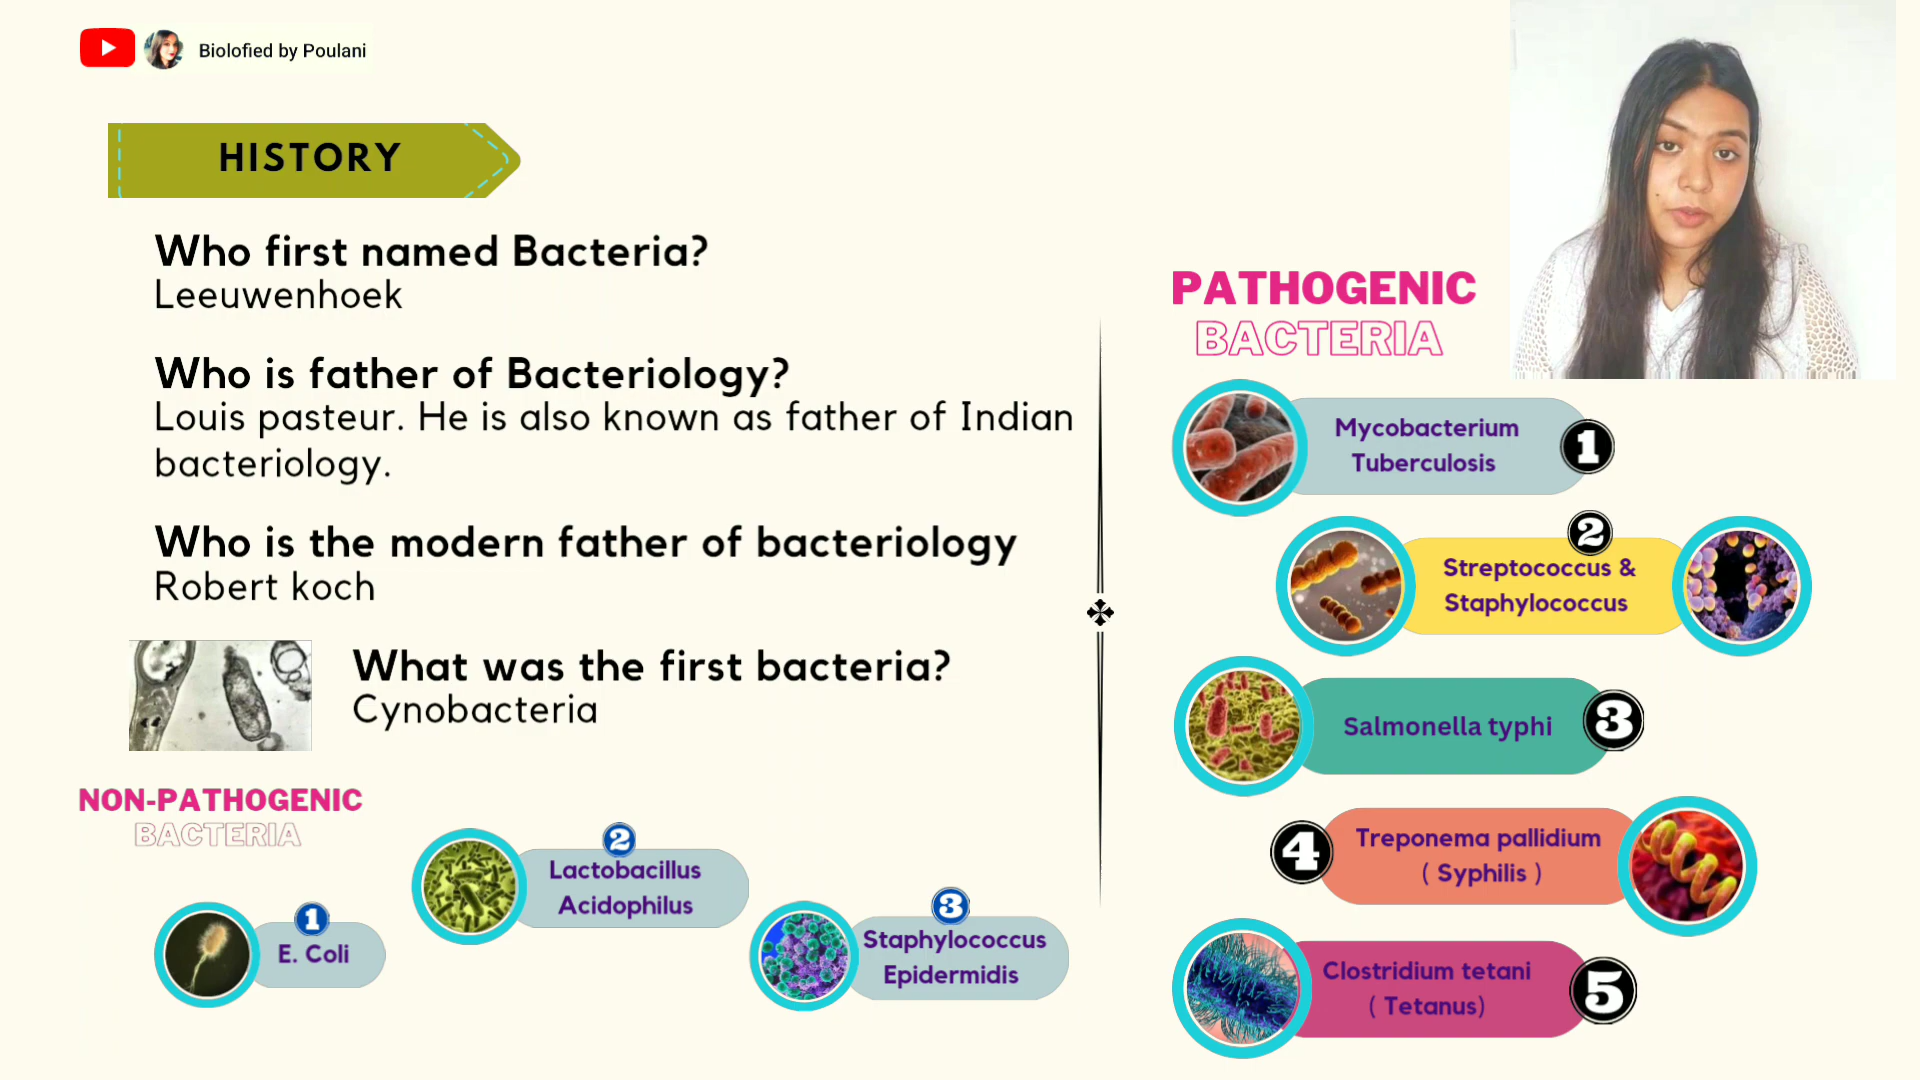 Biolofied by Poulani
HISTORY
Who first named Bacteria?
Leeuwenhoek
Who is father of Bacteriology?
Louis pasteur. He is also known as father of Indian
bacteriology.
Who is the modern father of bacteriology
Robert koch
What was the first bacteria?
Cynobacteria
NON-PATHOGENIC
BACTERIA
1
E. Coli
2
Lactobacillus
Acidophilus
3
Staphylococcus
Epidermidis
PATHOGENIC
BACTERIA
Mycobacterium
Tuberculosis
1
2
Streptococcus &
Staphylococcus
Salmonella typhi
3
4
Treponema pallidium
( Syphilis )
Clostridium tetani
( Tetanus)
5